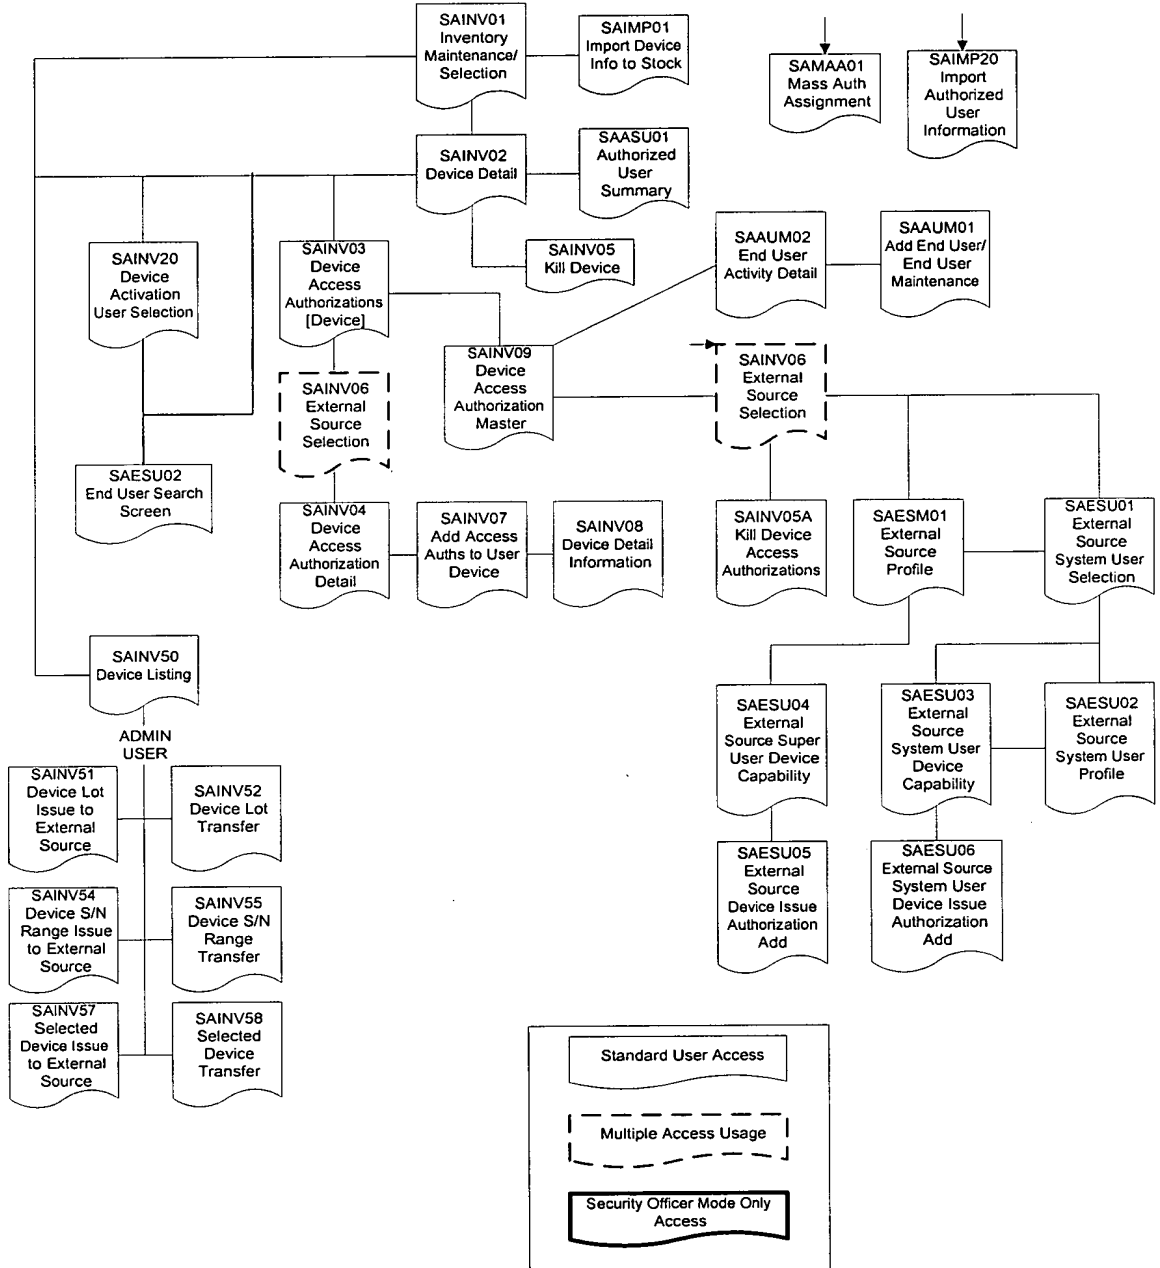 SAINV01
Inventory
Maintenance/
Selection
SAIMP01
Import Device
Info to Stock
SAMAA01
Mass Auth
Assignment
SAIMP20
Import
Authorized
User
Information
SAINV02
Device Detail
SAASU01
Authorized
User
Summary
SAINV20
Device
Activation
User Selection
SAINV03
Device
Access
Authorizations
[Device]
SAINV05
Kill Device
SAAUM02
End User
Activity Detail
SAAUM01
Add End User/
End User
Maintenance
SAINV06
External
Source
Selection
SAINV09
Device
Access
Authorization
Master
SAINV06
External
Source
Selection
SAESU02
End User Search
Screen
SAINV04
Device
Access
Authorization
Detail
SAINV07
Add Access
Auths to User
Device
SAINV08
Device Detail
Information
SAINV05A
Kill Device
Access
Authorizations
SAESM01
External
Source
Profile
SAESU01
External
Source
System User
Selection
SAINV50
Device Listing
ADMIN
USER
SAESU04
External
Source Super
User Device
Capability
SAESU03
External
Source
System User
Device
Capability
SAESU02
External
Source
System User
Profile
SAINV51
Device Lot
Issue to
External
Source
SAINV52
Device Lot
Transfer
SAESU05
External
Source
Device Issue
Authorization
Add
SAESU06
External Source
System User
Device Issue
Authorization
Add
SAINV54
Device S/N
Range Issue
to External
Source
SAINV55
Device S/N
Range
Transfer
SAINV57
Selected
Device Issue
to External
Source
SAINV58
Selected
Device
Transfer
Standard User Access
Multiple Access Usage
Security Officer Mode Only
Access